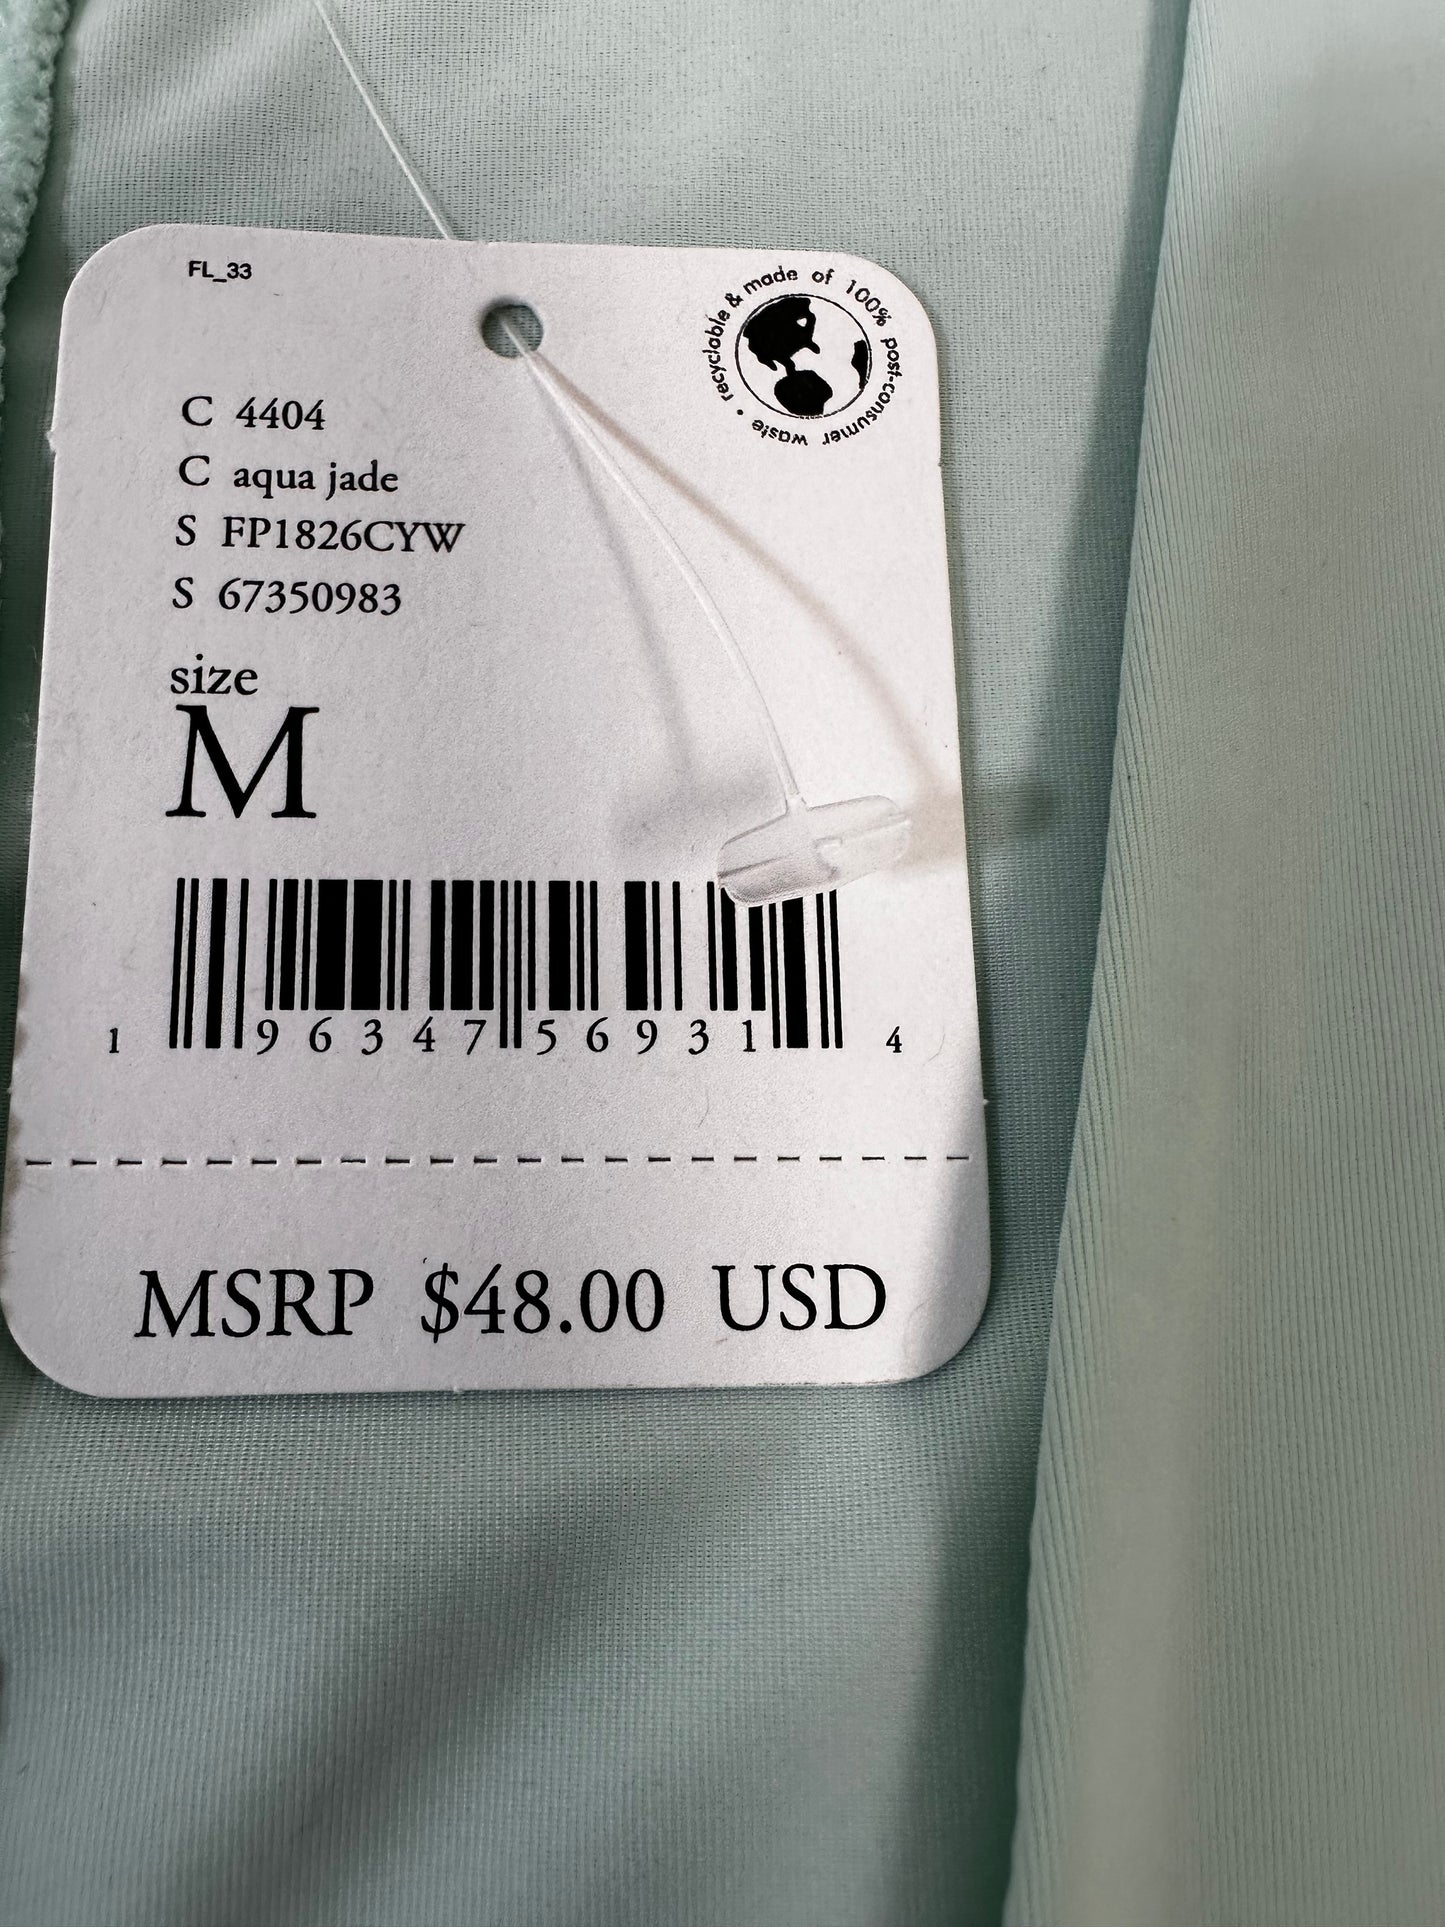 FL_33
recyclable & made of 100% post-consumer waste •
C 4404
C aqua jade
S FP1826CYW
S 67350983
size
M
1 96347 56931 4
MSRP $48.00 USD